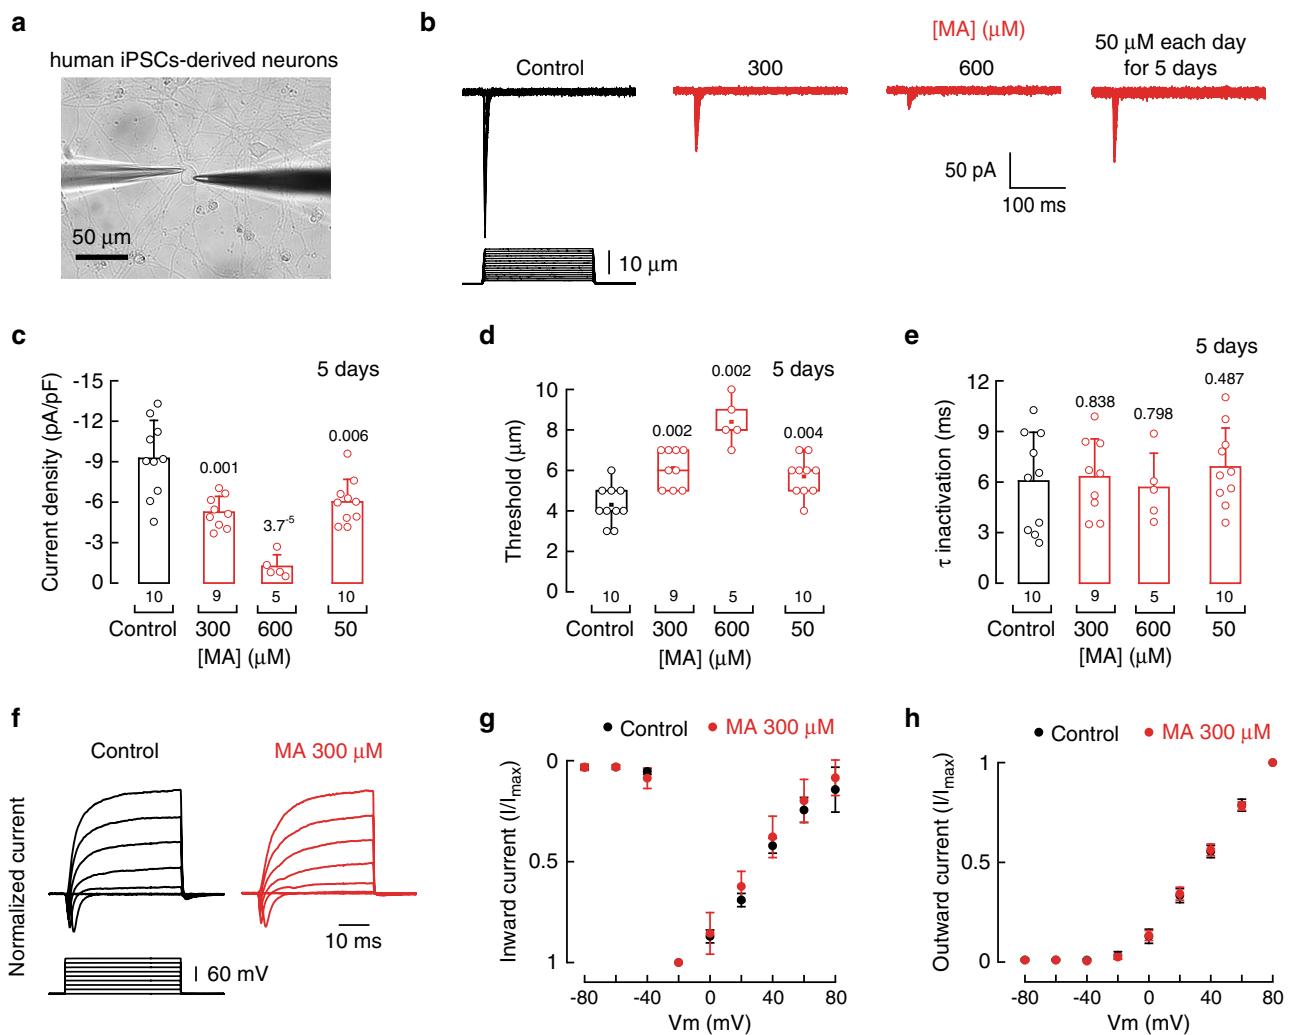 a
human iPSCs-derived neurons
50 μm
b
[MA] (μM)
Control
300
600
50 μM each day
for 5 days
50 pA
100 ms
10 μm
c
5 days
Current density (pA/pF)
-15
-12
-9
-6
-3
0
0.001
3.7⁻⁵
0.006
10
9
5
10
Control
300
600
50
[MA] (μM)
d
5 days
Threshold (μm)
10
8
6
4
2
0
0.002
0.002
0.004
10
9
5
10
Control
300
600
50
[MA] (μM)
e
5 days
τ inactivation (ms)
12
9
6
3
0
0.838
0.798
0.487
10
9
5
10
Control
300
600
50
[MA] (μM)
f
Control
MA 300 μM
Normalized current
10 ms
60 mV
g
Control
MA 300 μM
Inward current (I/Imax)
0
0.5
1
-80
-40
0
40
80
Vm (mV)
h
Control
MA 300 μM
Outward current (I/Imax)
1
0.5
0
-80
-40
0
40
80
Vm (mV)